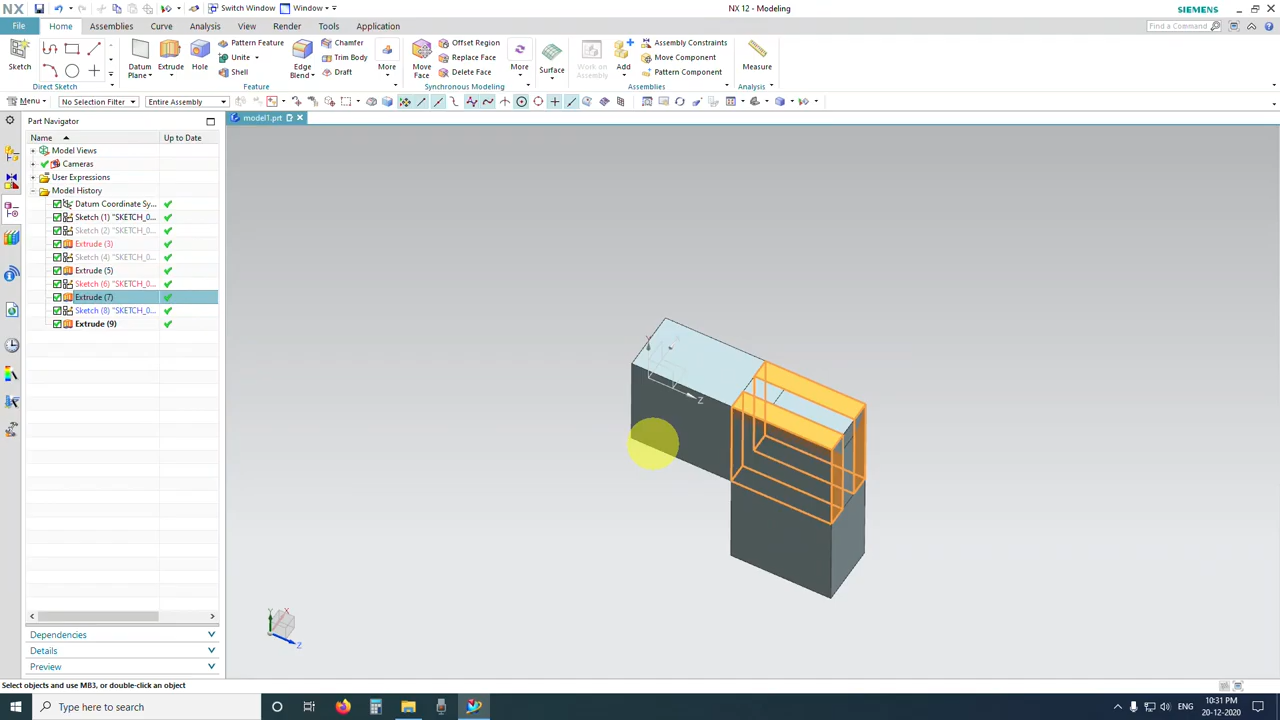 NX
Switch Window
Window
NX 12 - Modeling
SIEMENS
File
Home
Assemblies
Curve
Analysis
View
Render
Tools
Application
Find a Command
Sketch
Direct Sketch
Datum Plane
Extrude
Hole
Pattern Feature
Unite
Shell
Edge Blend
Chamfer
Trim Body
Draft
More
Feature
Move Face
Offset Region
Replace Face
Delete Face
More
Synchronous Modeling
Surface
Work on Assembly
Add
Assembly Constraints
Move Component
Pattern Component
Assemblies
Measure
Analysis
Menu
No Selection Filter
Entire Assembly
Part Navigator
model1.prt
Name
Up to Date
Model Views
Cameras
User Expressions
Model History
Datum Coordinate Sy...
Sketch (1) "SKETCH_0...
Sketch (2) "SKETCH_0...
Extrude (3)
Sketch (4) "SKETCH_0...
Extrude (5)
Sketch (6) "SKETCH_0...
Extrude (7)
Sketch (8) "SKETCH_0...
Extrude (9)
Y
Z
Y
X
Z
Dependencies
Details
Preview
Select objects and use MB3, or double-click an object
Type here to search
ENG
10:31 PM
20-12-2020